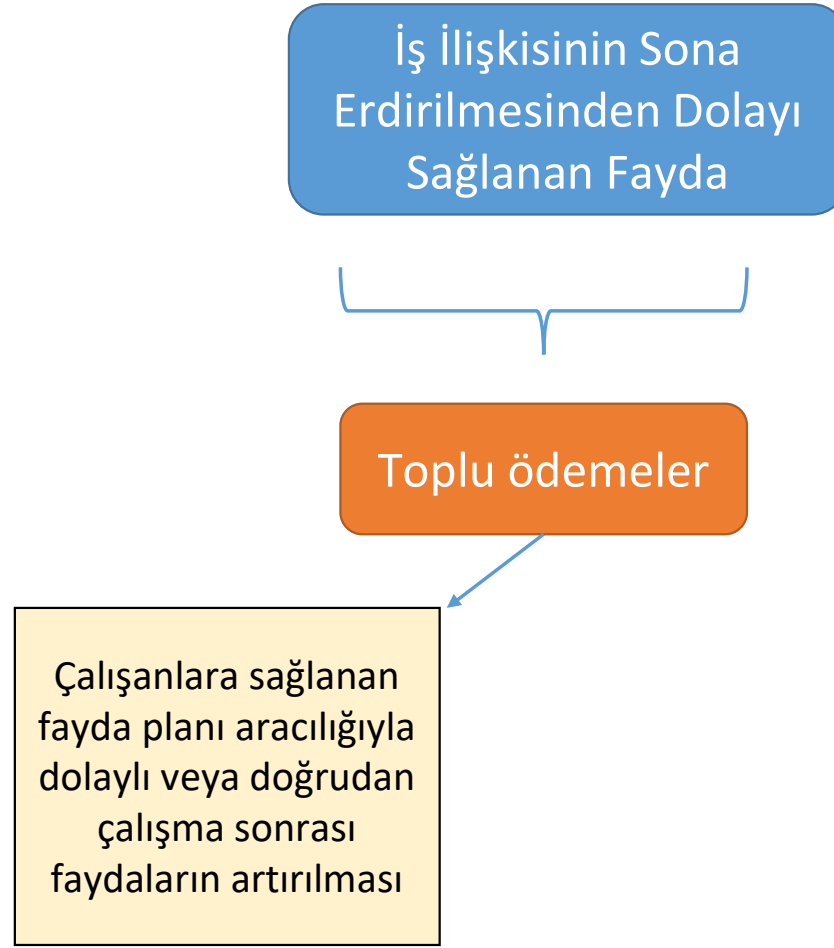 İş İlişkisinin Sona
Erdirilmesinden Dolayı
Sağlanan Fayda
Toplu ödemeler
Çalışanlara sağlanan
fayda planı aracılığıyla
dolaylı veya doğrudan
çalışma sonrası
faydaların artırılması